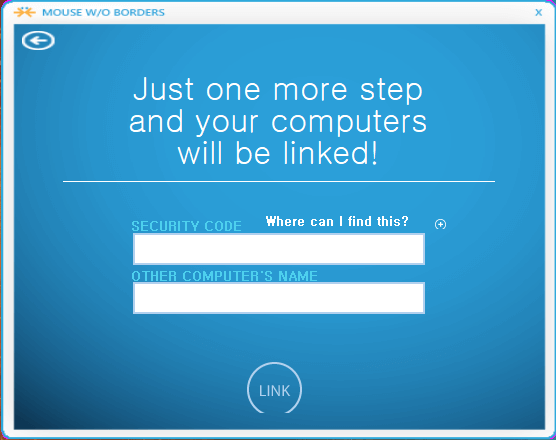 MOUSE W/O BORDERS
x
Just one more step
and your computers
will be linked!
SECURITY CODE Where can I find this?
OTHER COMPUTER'S NAME
LINK